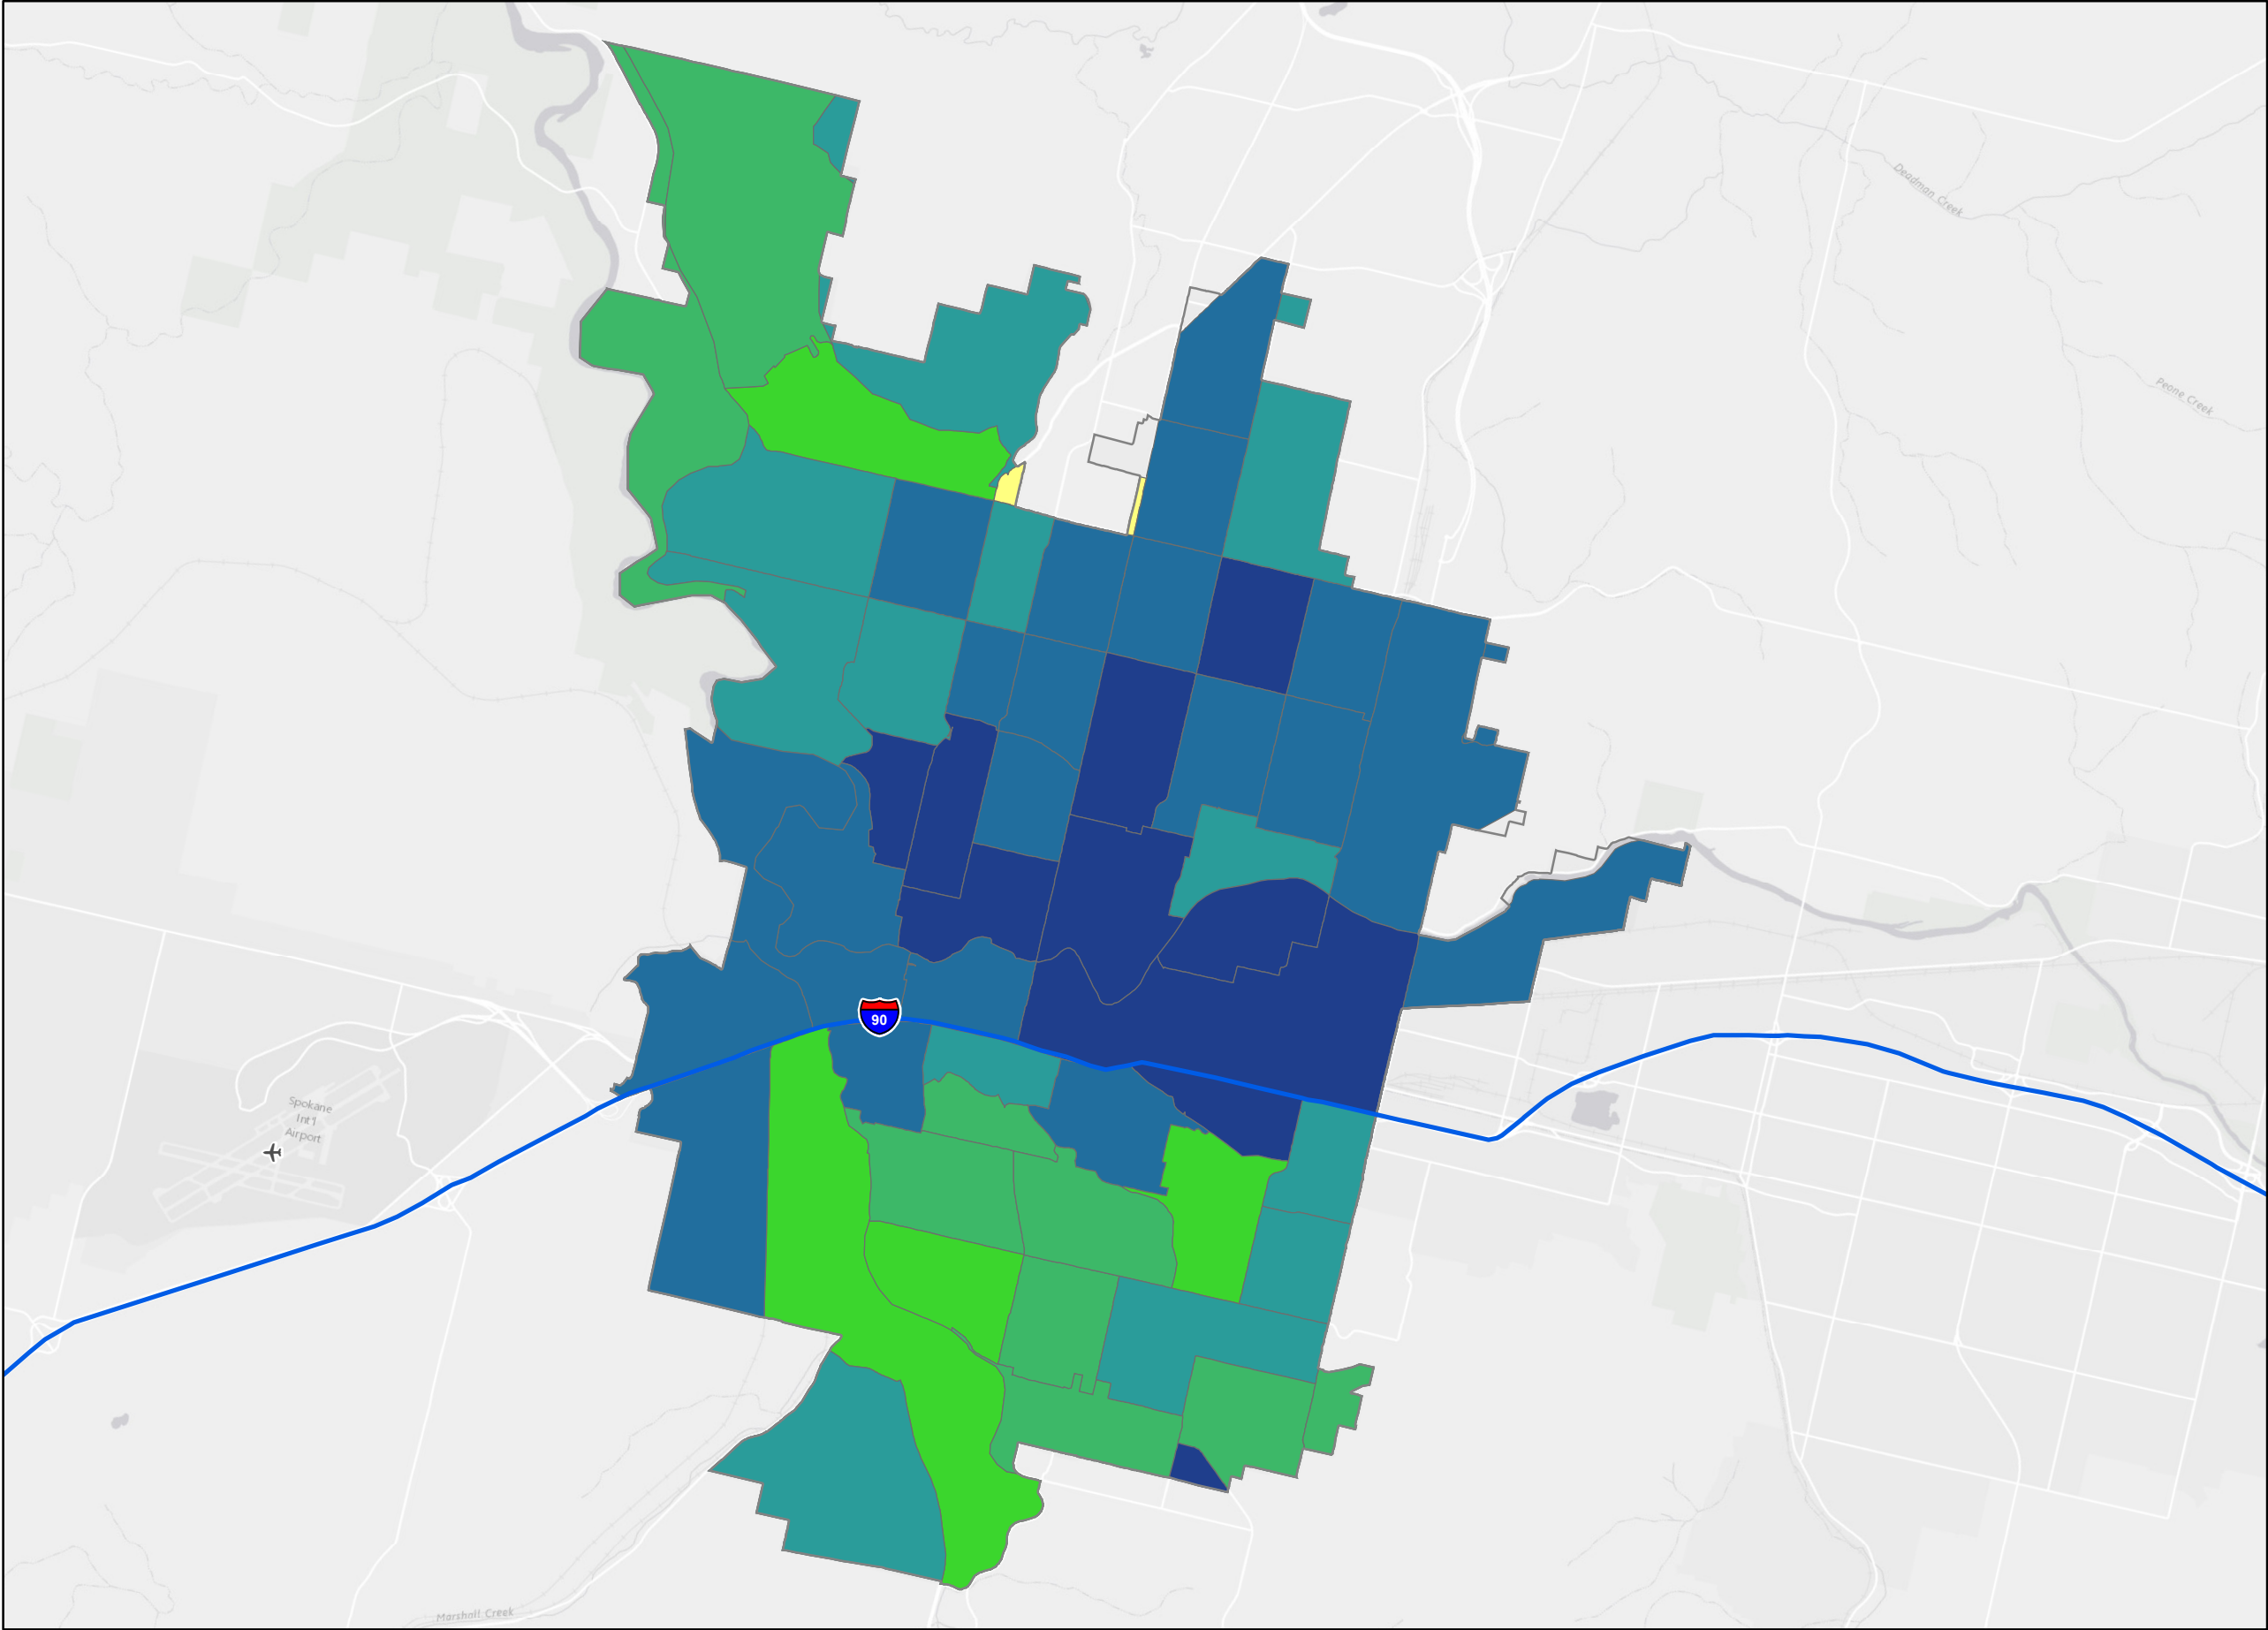 Deadman Creek
Peone Creek
90
Spokane
Int'l
Airport
Marshall Creek